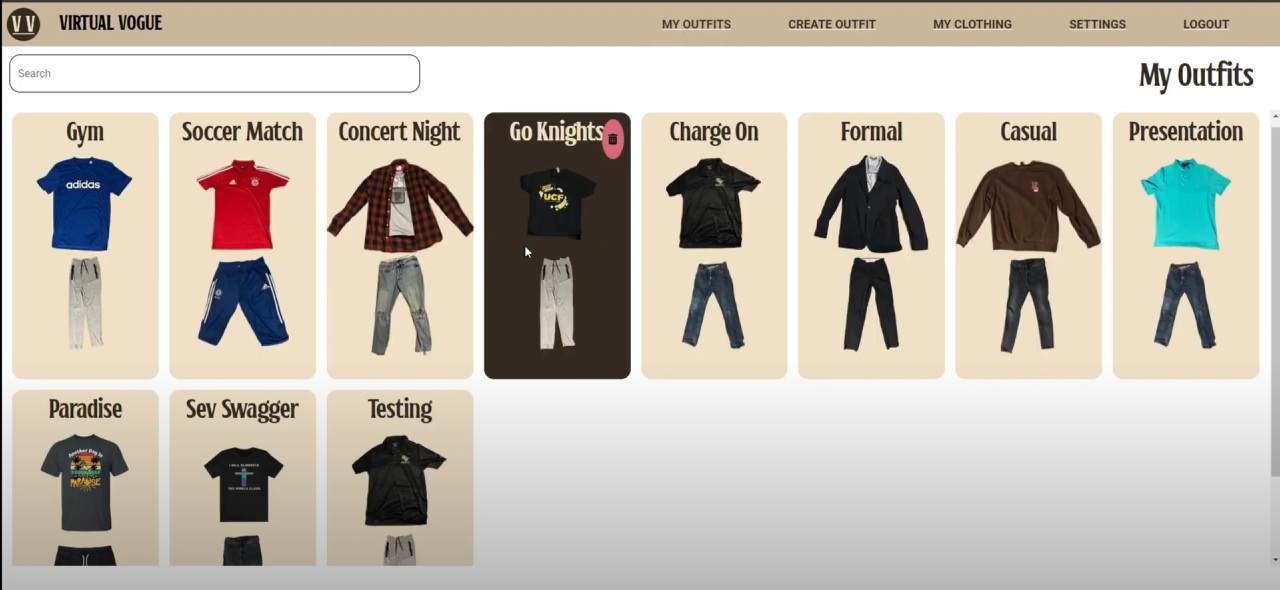 VV
VIRTUAL VOGUE
MY OUTFITS
CREATE OUTFIT
MY CLOTHING
SETTINGS
LOGOUT
Search
My Outfits
Gym
Soccer Match
Concert Night
Go Knights
Charge On
Formal
Casual
Presentation
adidas
UCF
Paradise
Sev Swagger
Testing
Another Day In
PARADISE